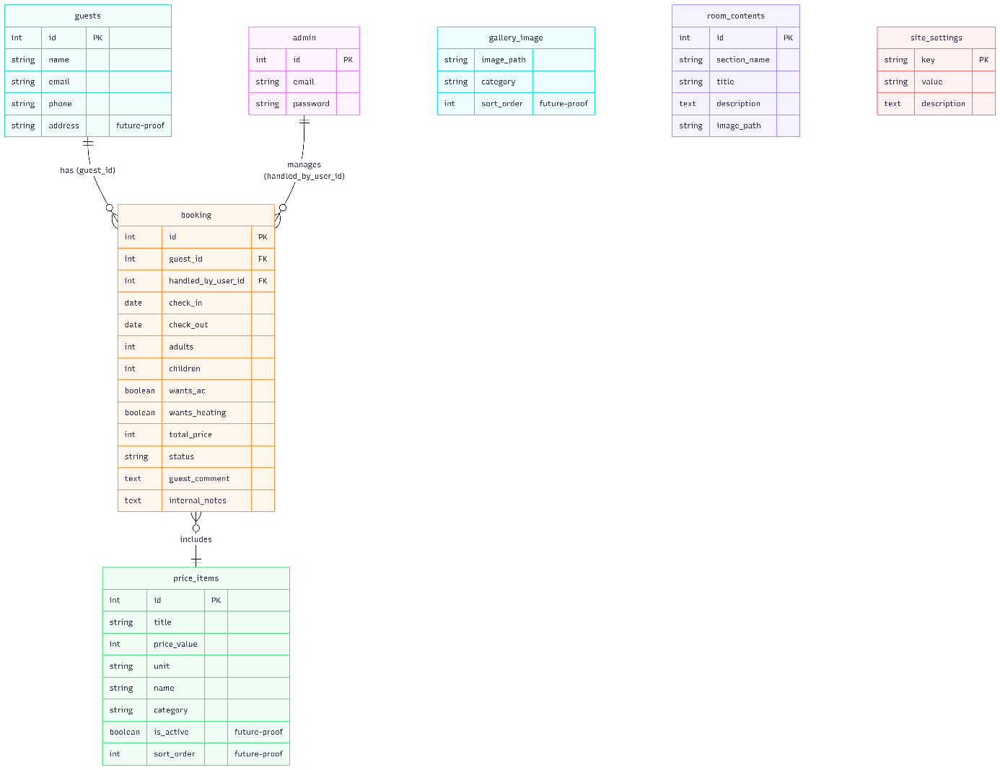 guests
int id PK
string name
string email
string phone
string address future-proof
admin
int id PK
string email
string password
gallery_image
string image_path
string category
int sort_order future-proof
room_contents
int id PK
string section_name
string title
text description
string image_path
site_settings
string key PK
string value
text description
has (guest_id)
manages
(handled_by_user_id)
booking
int id PK
int guest_id FK
int handled_by_user_id FK
date check_in
date check_out
int adults
int children
boolean wants_ac
boolean wants_heating
int total_price
string status
text guest_comment
text internal_notes
includes
price_items
int id PK
string title
int price_value
string unit
string name
string category
boolean is_active future-proof
int sort_order future-proof